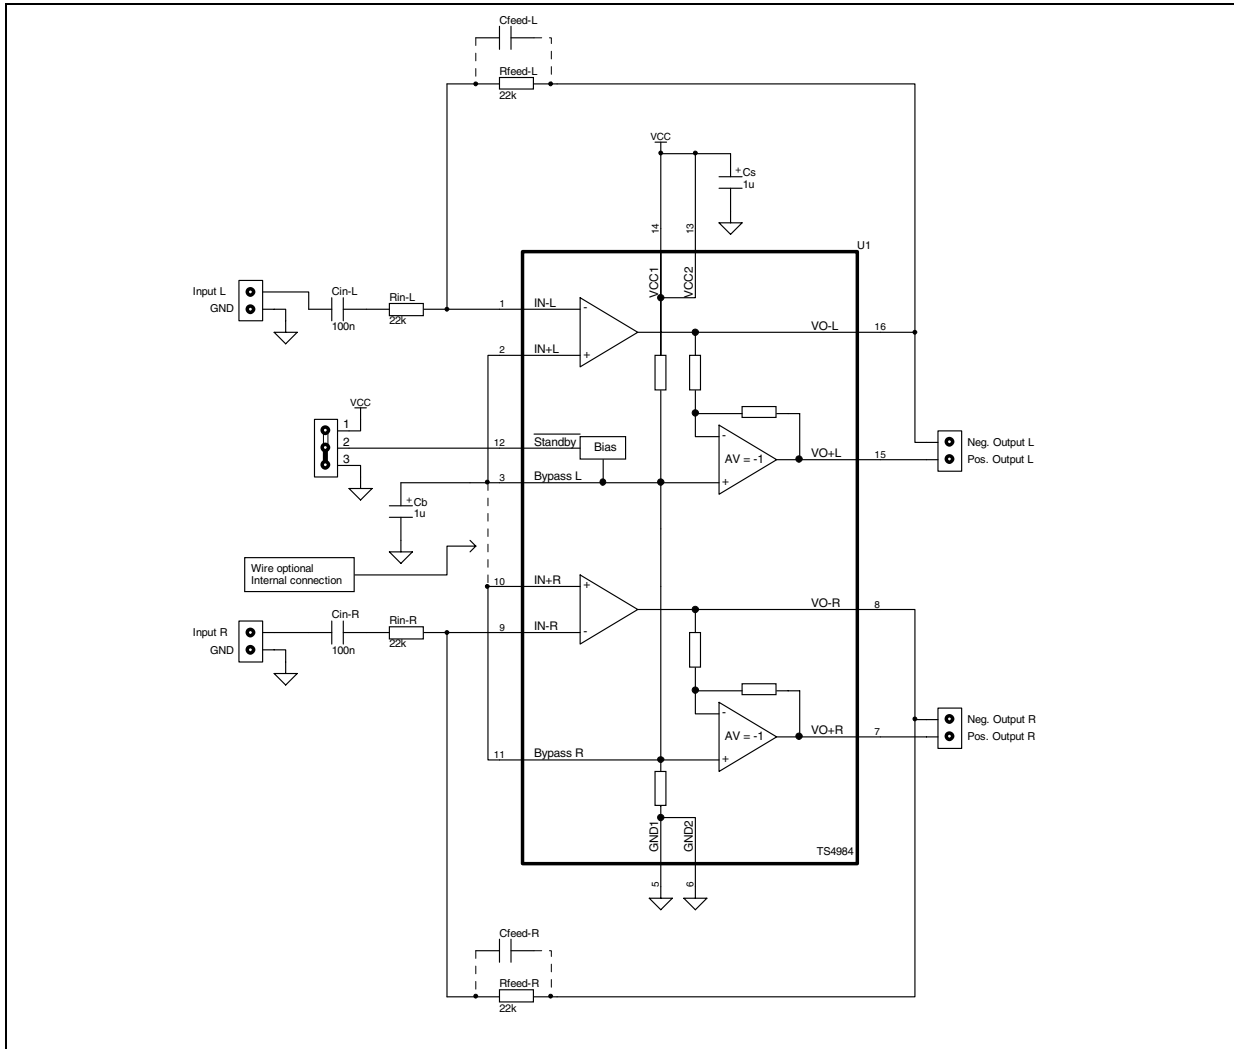 Cfeed-L
Rfeed-L
22k
VCC
+ Cs
1u
14
13
U1
VCC1
VCC2
Input L
GND
Cin-L
100n
Rin-L
22k
1
IN-L
-
2
IN+L
+
VO-L
16
VCC
1
2
3
12
Standby
Bias
-
AV = -1
+
VO+L
15
Neg. Output L
Pos. Output L
3
Bypass L
+ Cb
1u
Wire optional
Internal connection
10
IN+R
+
9
IN-R
-
VO-R
8
Input R
GND
Cin-R
100n
Rin-R
22k
-
AV = -1
+
VO+R
7
Neg. Output R
Pos. Output R
11
Bypass R
GND1
GND2
TS4984
5
6
Cfeed-R
Rfeed-R
22k